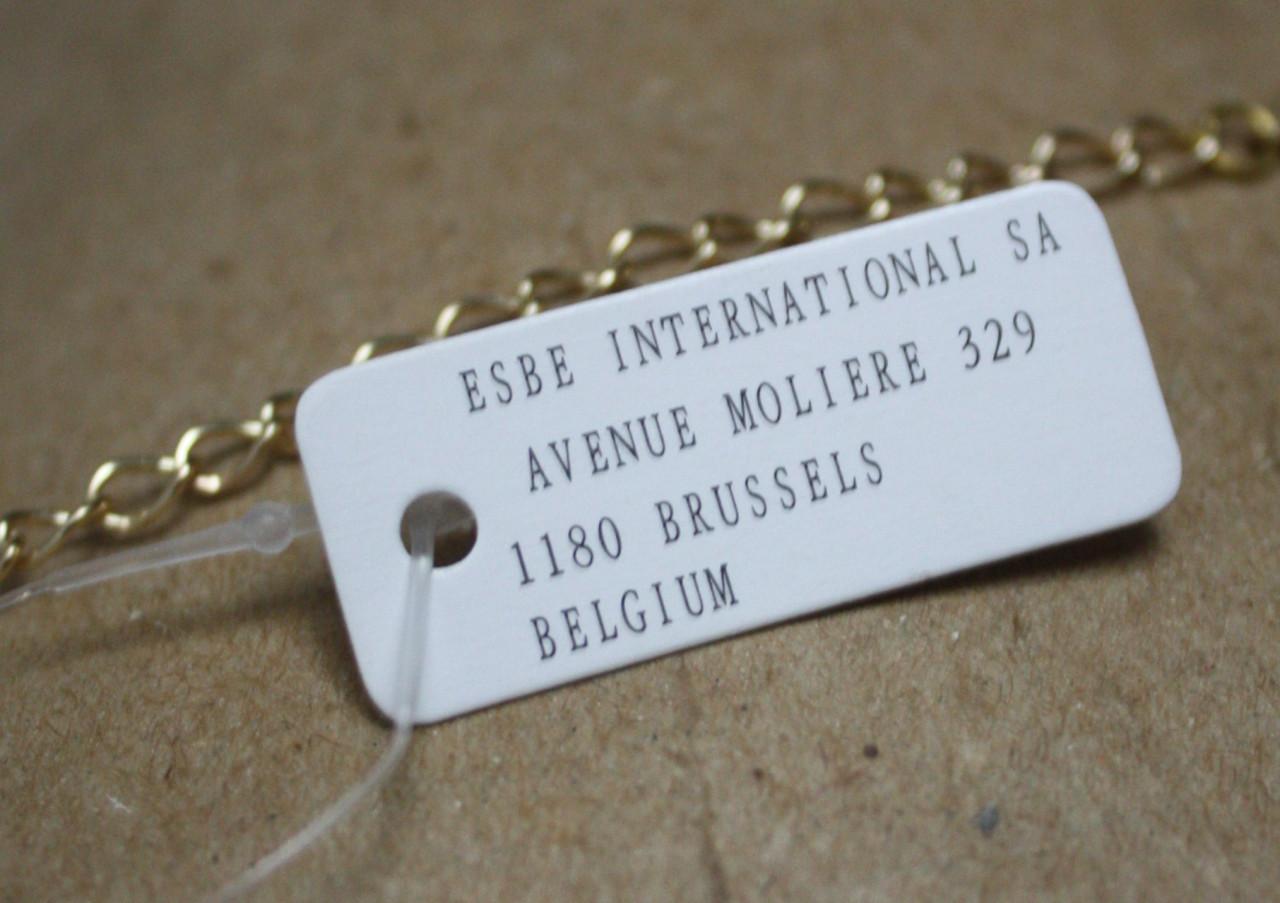 ESBE INTERNATIONAL SA
AVENUE MOLIERE 329
1180 BRUSSELS
BELGIUM